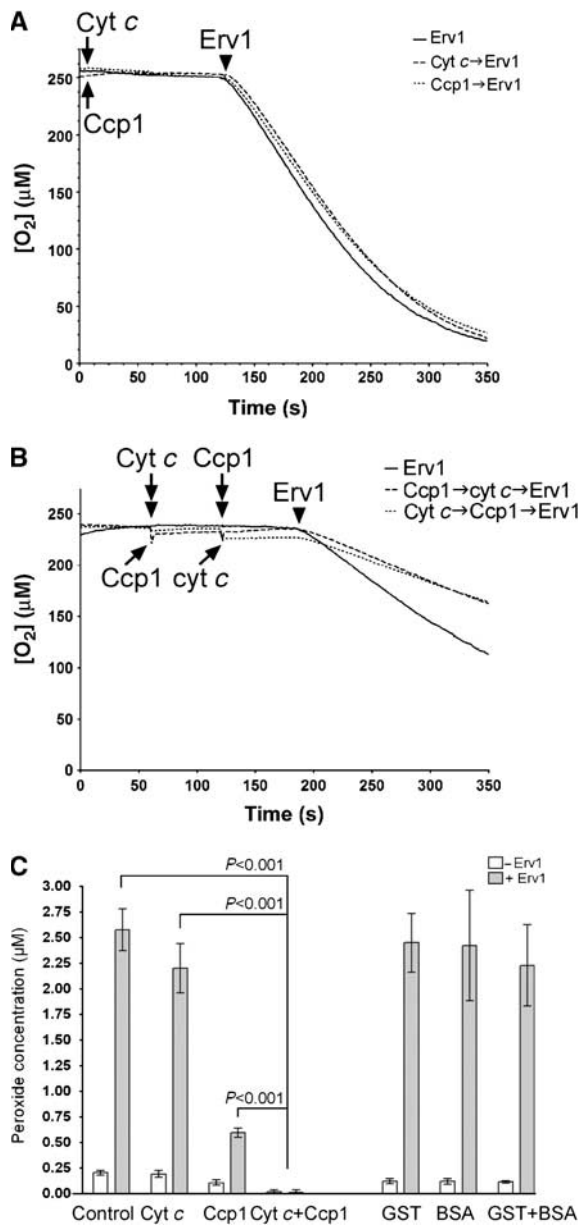 A
Cyt c
Erv1
Ccp1
Erv1
Cyt c→Erv1
Ccp1→Erv1
[O2] (μM)
250
200
150
100
50
0
0 50 100 150 200 250 300 350
Time (s)
B
Cyt c Ccp1
Erv1
Ccp1 cyt c
Erv1
Ccp1→cyt c→Erv1
Cyt c→Ccp1→Erv1
[O2] (μM)
250
200
150
100
50
0
0 50 100 150 200 250 300 350
Time (s)
C
P<0.001
P<0.001
P<0.001
–Erv1
+ Erv1
Peroxide concentration (μM)
3.00
2.75
2.50
2.25
2.00
1.75
1.50
1.25
1.00
0.75
0.50
0.25
0.00
Control Cyt c Ccp1 Cyt c+Ccp1 GST BSA GST+BSA